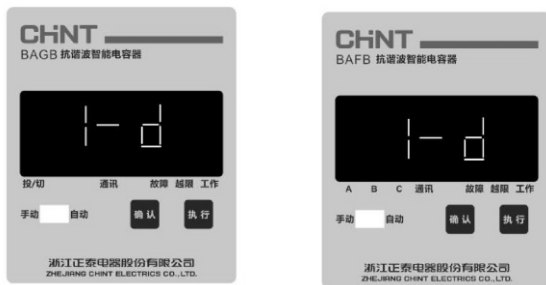 CHiNT
BAGB 抗谐波智能电容器
1-d
投/切 通讯 故障 越限 工作
手动 自动 确认 执行
浙江正泰电器股份有限公司
ZHEJIANG CHINT ELECTRICS CO., LTD.
CHiNT
BAFB 抗谐波智能电容器
1-d
A B C 通讯 故障 越限 工作
手动 自动 确认 执行
浙江正泰电器股份有限公司
ZHEJIANG CHINT ELECTRICS CO., LTD.